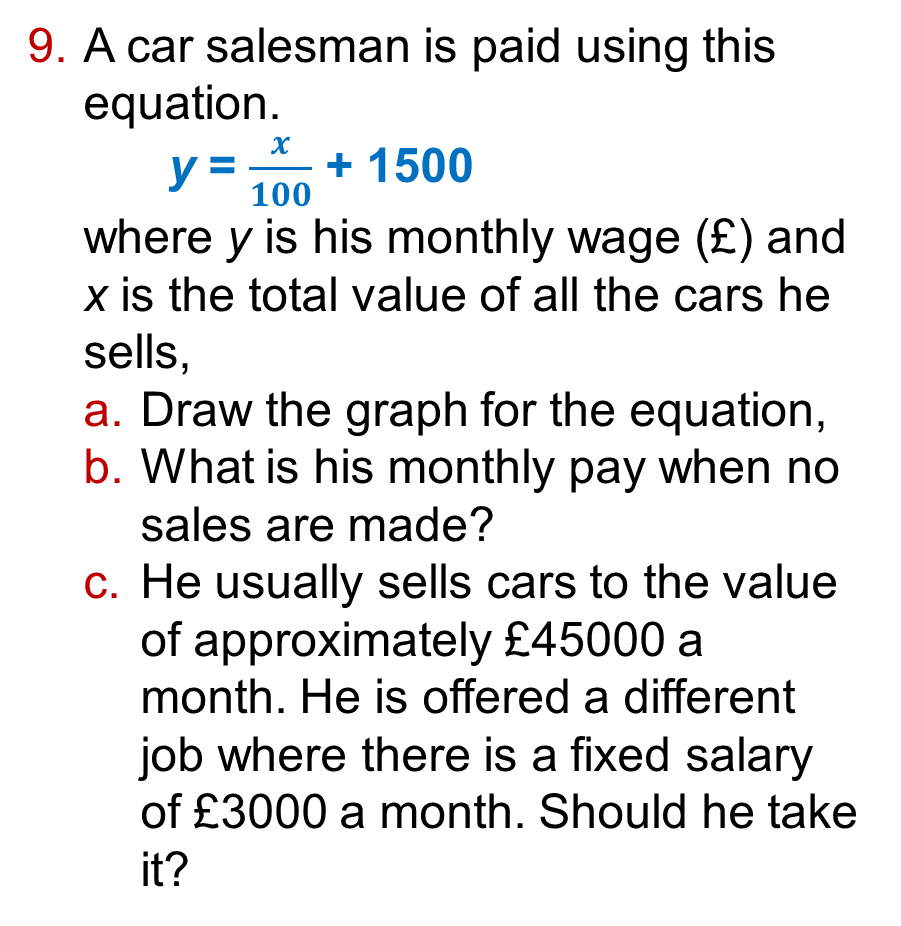 9. A car salesman is paid using this
equation.
y = x/100 + 1500
where y is his monthly wage (£) and
x is the total value of all the cars he
sells,
a. Draw the graph for the equation,
b. What is his monthly pay when no
sales are made?
c. He usually sells cars to the value
of approximately £45000 a
month. He is offered a different
job where there is a fixed salary
of £3000 a month. Should he take
it?